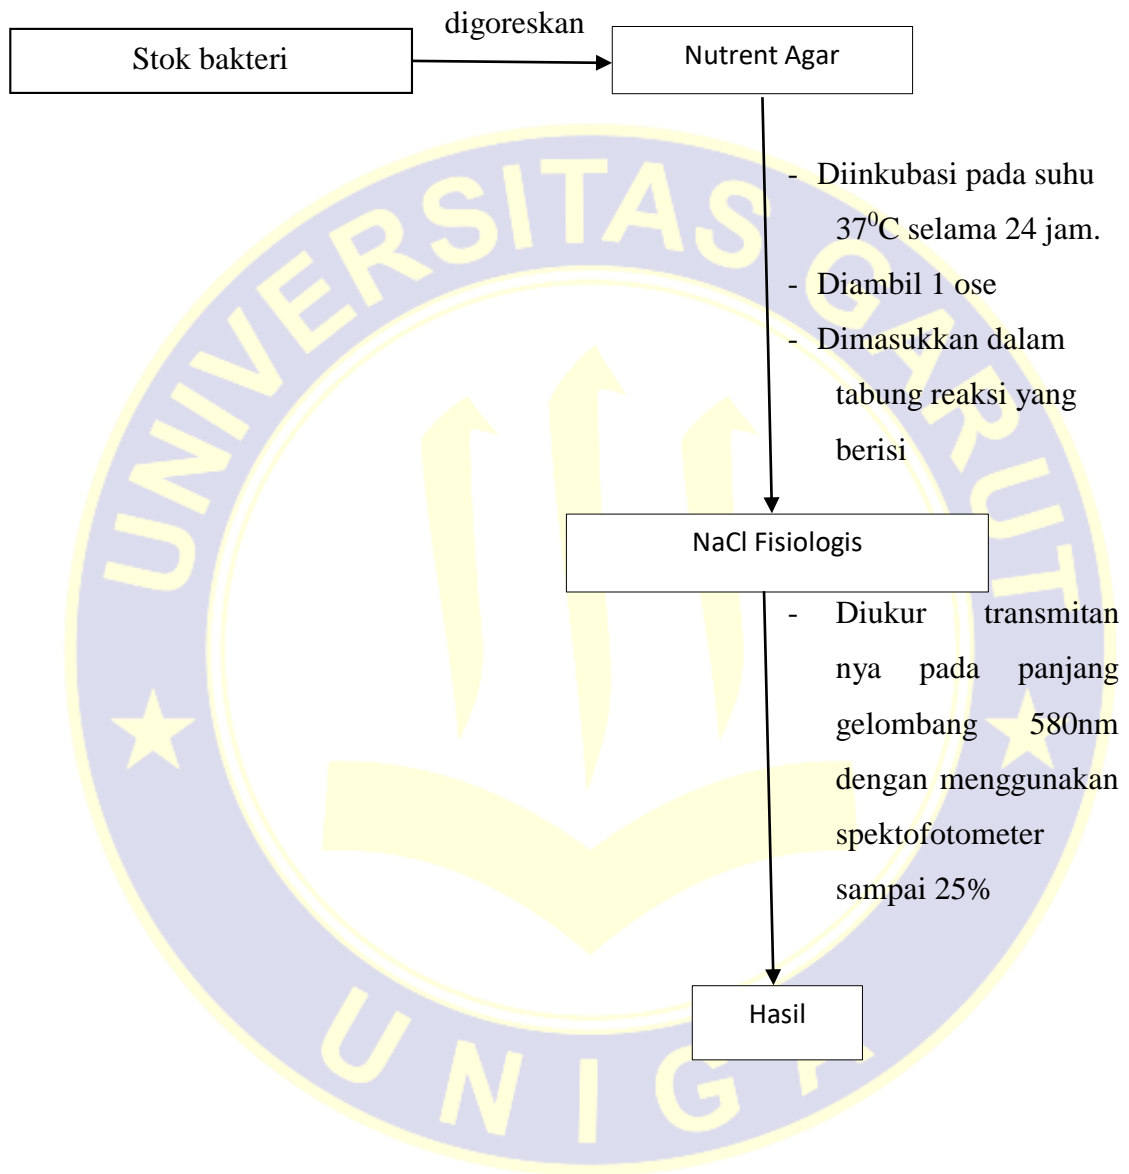 digoreskan
Stok bakteri
Nutrent Agar
- Diinkubasi pada suhu
37⁰C selama 24 jam.
- Diambil 1 ose
- Dimasukkan dalam
tabung reaksi yang
berisi
NaCl Fisiologis
- Diukur transmitan
nya pada panjang
gelombang 580nm
dengan menggunakan
spektofotometer
sampai 25%
Hasil
UNIVERSITAS GARUT
UNIGA